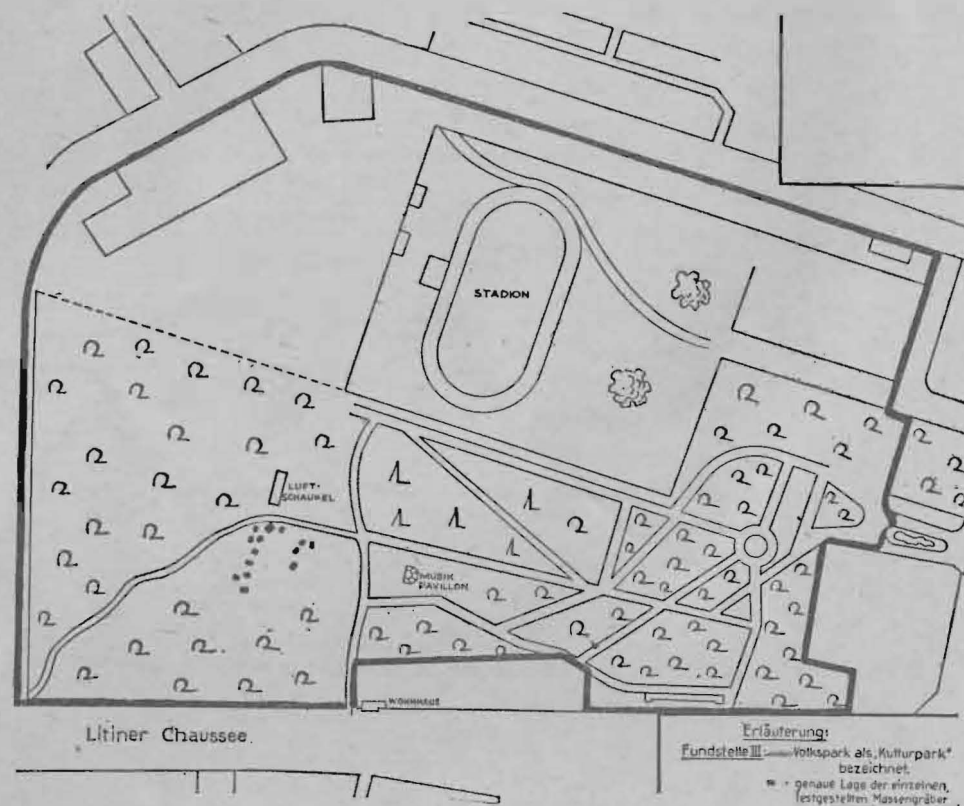 STADION
LUFT-
SCHAUKEL
MUSIK
PAVILLON
WOHNHAUS
Litiner Chaussee.
Erläuterung:
Fundstelle III Volkspark als „Kulturpark“
bezeichnet.
= genaue Lage der einzelnen,
festgestellten Massengräber